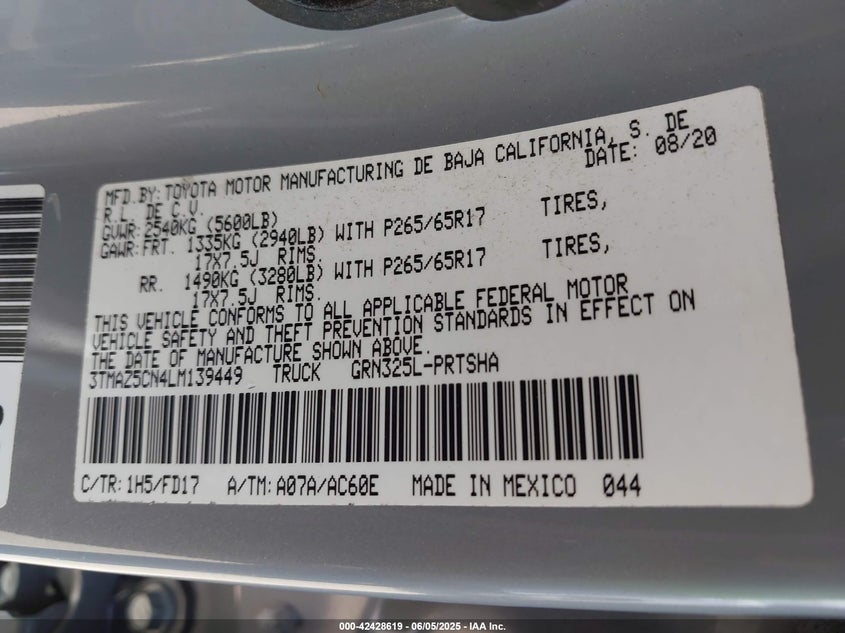 MFD.BY: TOYOTA MOTOR MANUFACTURING DE BAJA CALIFORNIA, S. DE
R.L. DE C.V. DATE: 08/20
GVWR: 2540KG (5600LB)
GAWR: FRT. 1335KG (2940LB) WITH P265/65R17 TIRES,
17X7.5J RIMS.
RR. 1490KG (3280LB) WITH P265/65R17 TIRES,
17X7.5J RIMS.
THIS VEHICLE CONFORMS TO ALL APPLICABLE FEDERAL MOTOR
VEHICLE SAFETY AND THEFT PREVENTION STANDARDS IN EFFECT ON
THE DATE OF MANUFACTURE SHOWN ABOVE.
3TMAZ5CN4LM139449 TRUCK GRN325L-PRTSHA
C/TR: 1H5/FD17 A/TM: A07A/AC60E MADE IN MEXICO 044
000-42428619 - 06/05/2025 - IAA Inc.